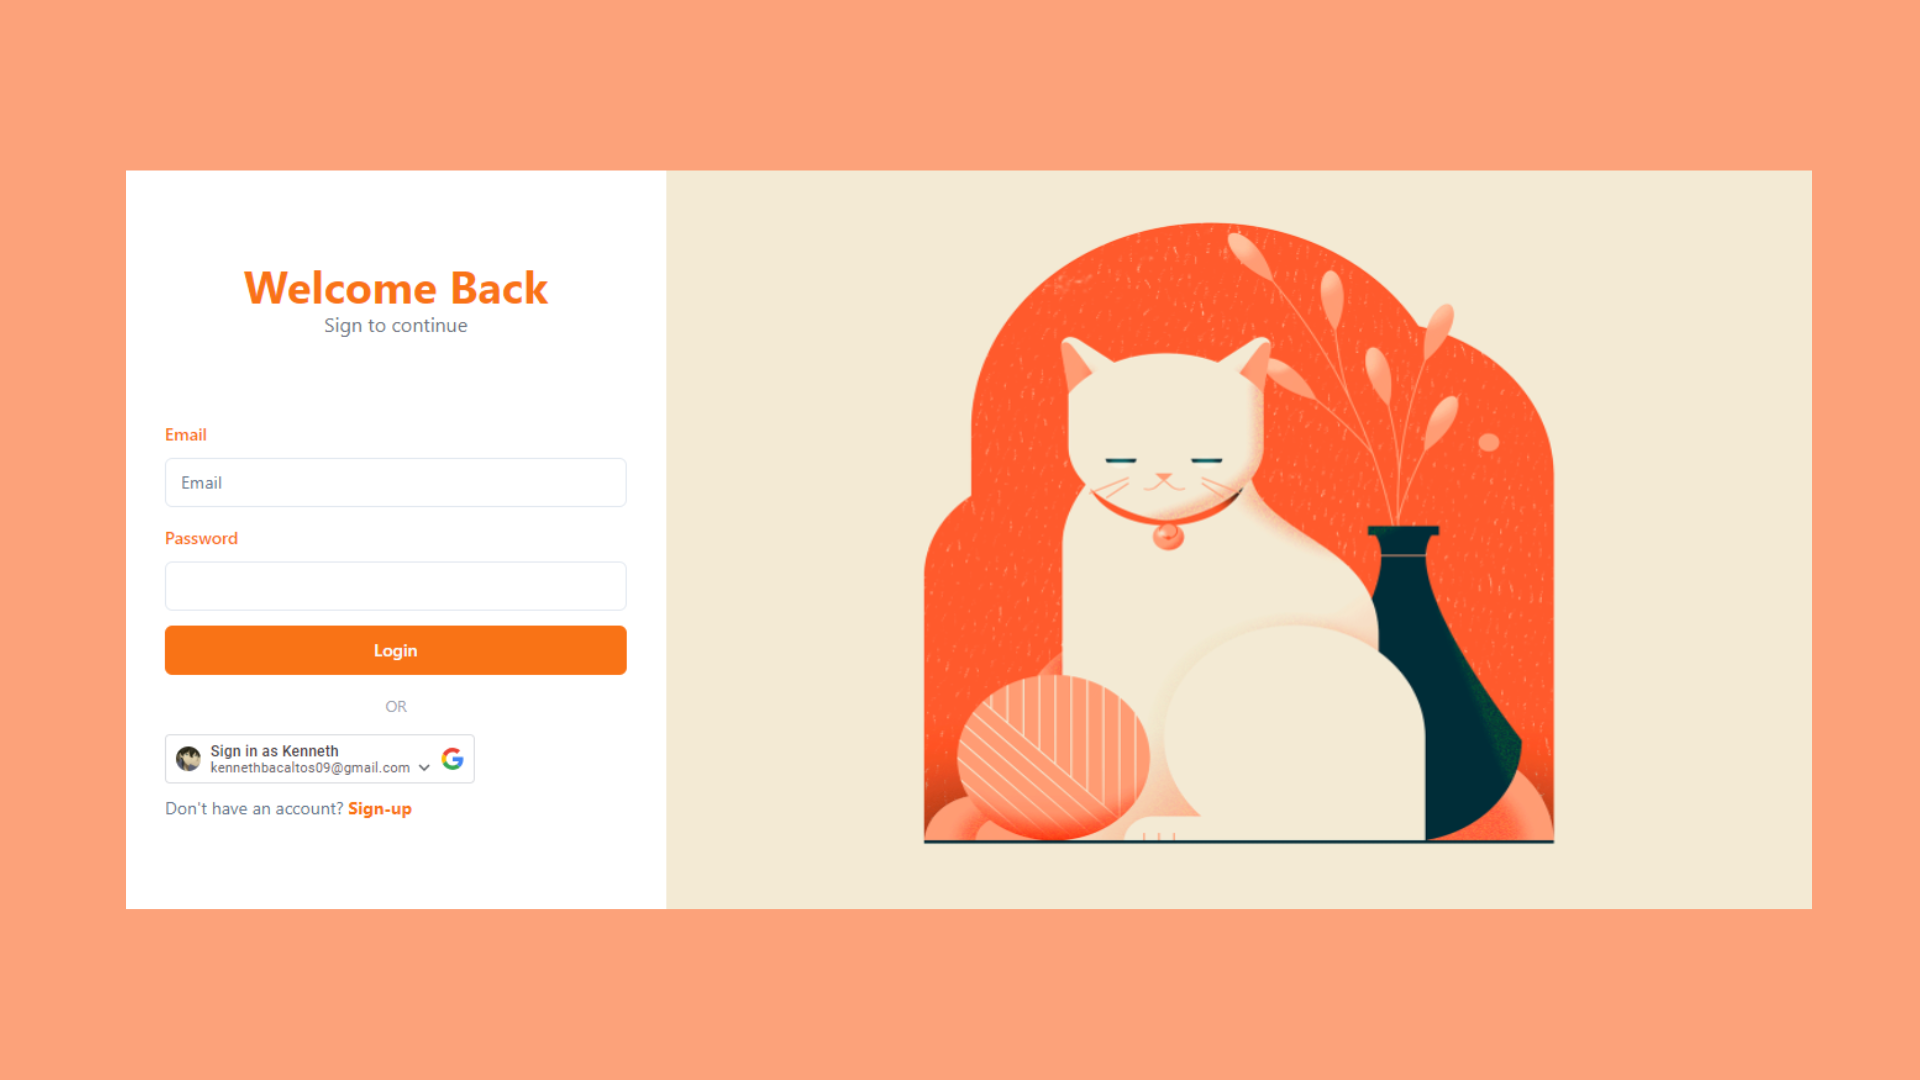 Welcome Back
Sign to continue
Email
Email
Password
Login
OR
Sign in as Kenneth
kennethbacaltos09@gmail.com
Don't have an account? Sign-up